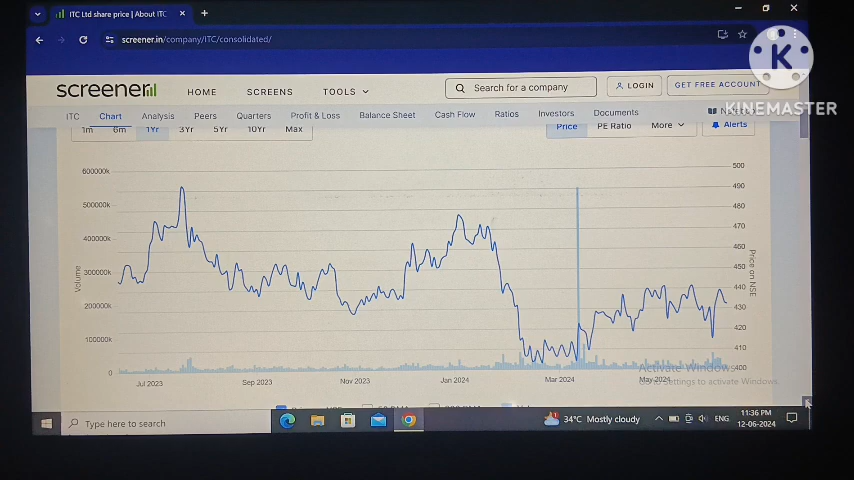 ITC Ltd share price | About ITC
screener.in/company/ITC/consolidated/
screener
HOME
SCREENS
TOOLS
Search for a company
LOGIN
GET FREE ACCOUNT
K
KINEMASTER
ITC
Chart
Analysis
Peers
Quarters
Profit & Loss
Balance Sheet
Cash Flow
Ratios
Investors
Documents
1m
6m
1Yr
3Yr
5Yr
10Yr
Max
Price
PE Ratio
More
Alerts
600000k
500000k
400000k
300000k
200000k
100000k
0
Volume
500
490
480
470
460
450
440
430
420
410
400
Price on NSE
Jul 2023
Sep 2023
Nov 2023
Jan 2024
Mar 2024
May 2024
Activate Windows
Go to Settings to activate Windows.
Type here to search
34°C Mostly cloudy
ENG
11:36 PM
12-06-2024